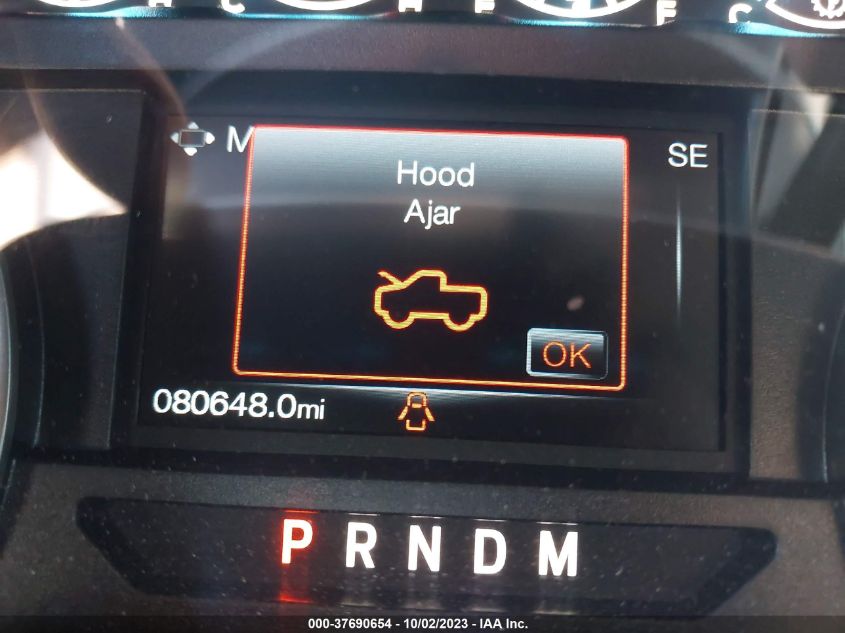 M
SE
Hood
Ajar
OK
080648.0mi
P R N D M
000-37690654 - 10/02/2023 - IAA Inc.